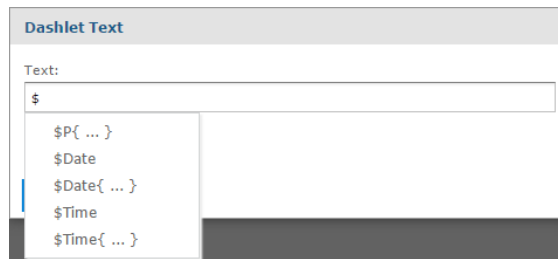 Dashlet Text
Text:
$
$P{ ... }
$Date
$Date{ ... }
$Time
$Time{ ... }